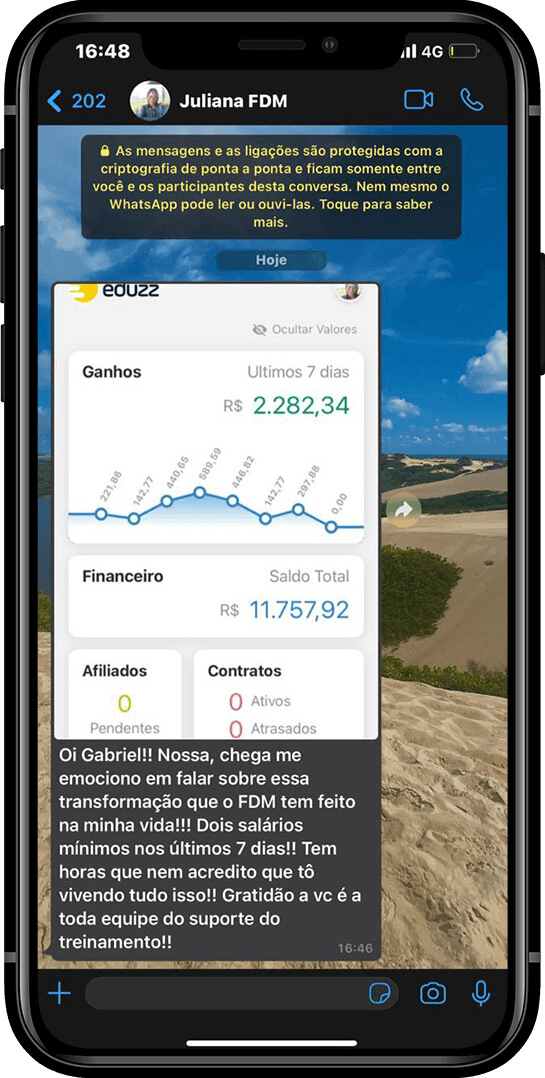 16:48
4G
202
Juliana FDM
As mensagens e as ligações são protegidas com a
criptografia de ponta a ponta e ficam somente entre
você e os participantes desta conversa. Nem mesmo o
WhatsApp pode ler ou ouvi-las. Toque para saber
mais.
Hoje
eduzz
Ocultar Valores
Ganhos
Ultimos 7 dias
R$ 2.282,34
221,86
142,77
440,65
589,59
446,82
142,77
297,88
0,00
Financeiro
Saldo Total
R$ 11.757,92
Afiliados
0
Pendentes
Contratos
0 Ativos
0 Atrasados
Oi Gabriel!! Nossa, chega me
emociono em falar sobre essa
transformação que o FDM tem feito
na minha vida!!! Dois salários
mínimos nos últimos 7 dias!! Tem
horas que nem acredito que tô
vivendo tudo isso!! Gratidão a vc é a
toda equipe do suporte do
treinamento!!
16:46